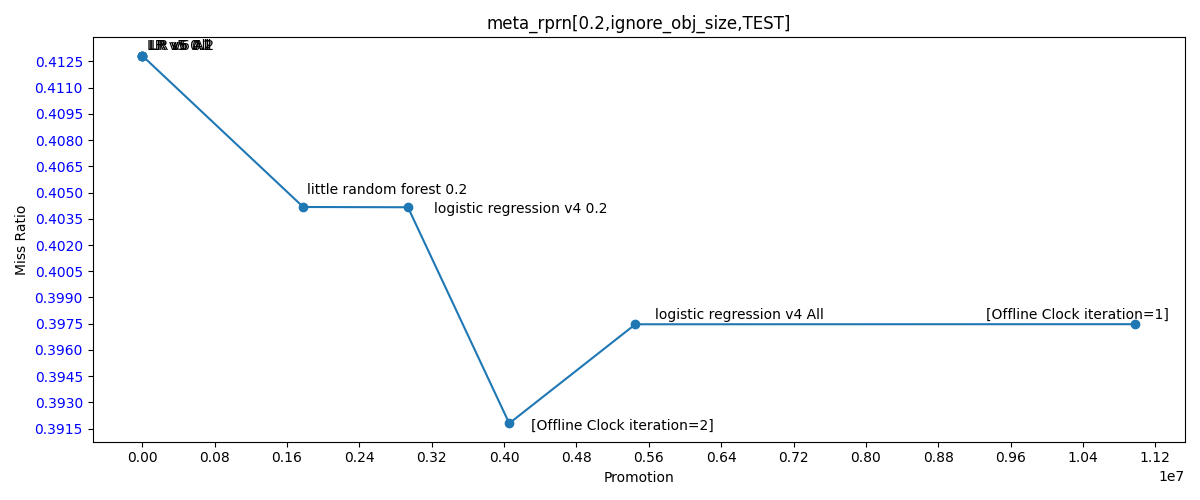 meta_rprn[0.2,ignore_obj_size,TEST]
0.4125
0.4110
0.4095
0.4080
0.4065
0.4050
0.4035
0.4020
0.4005
0.3990
0.3975
0.3960
0.3945
0.3930
0.3915
Miss Ratio
little random forest 0.2
logistic regression v4 0.2
logistic regression v4 All
[Offline Clock iteration=1]
[Offline Clock iteration=2]
0.00 0.08 0.16 0.24 0.32 0.40 0.48 0.56 0.64 0.72 0.80 0.88 0.96 1.04 1.12
1e7
Promotion